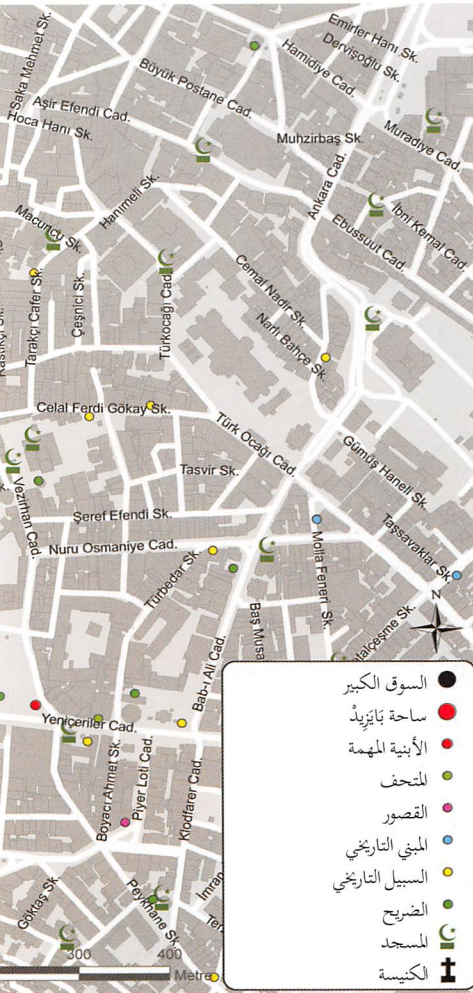 Saka Mehmet Sk.
Emirler Hanı Sk.
Dervişoğlu Sk.
Hamidiye Cad.
Büyük Postane Cad.
Aşir Efendi Cad.
Hoca Hanı Sk.
Muradiye Cad.
Muhzirbaş Sk.
Ankara Cad.
Hanımeli Sk.
İbni Kemal Cad.
Macuncu Sk.
Ebussuut Cad.
Tarakçı Cafer Sk.
Çeşnici Sk.
Türkocağı Cad.
Cemal Nadir Sk.
Narlı Bahçe Sk.
Celal Ferdi Gökay Sk.
Türk Ocağı Cad.
Gümüş Haneli Sk.
Tasvir Sk.
Vezirhan Cad.
Şeref Efendi Sk.
Taşsavaklar Sk.
Nuru Osmaniye Cad.
Molla Feneri Sk.
Türbedar Sk.
Baş Musa
N
Bab-ı Ali Cad.
Yeniçeriler Cad.
Boyacı Ahmet Sk.
Piyer Loti Cad.
Klodfarer Cad.
Göktaş Sk.
Peykhane Sk.
Imran
Ter
300
400
Metre
السوق الكبير
ساحة بَايَزِيدْ
الأبنية المهمة
المتحف
القصور
المبني التاريخي
السبيل التاريخي
الضريح
المسجد
الكنيسة